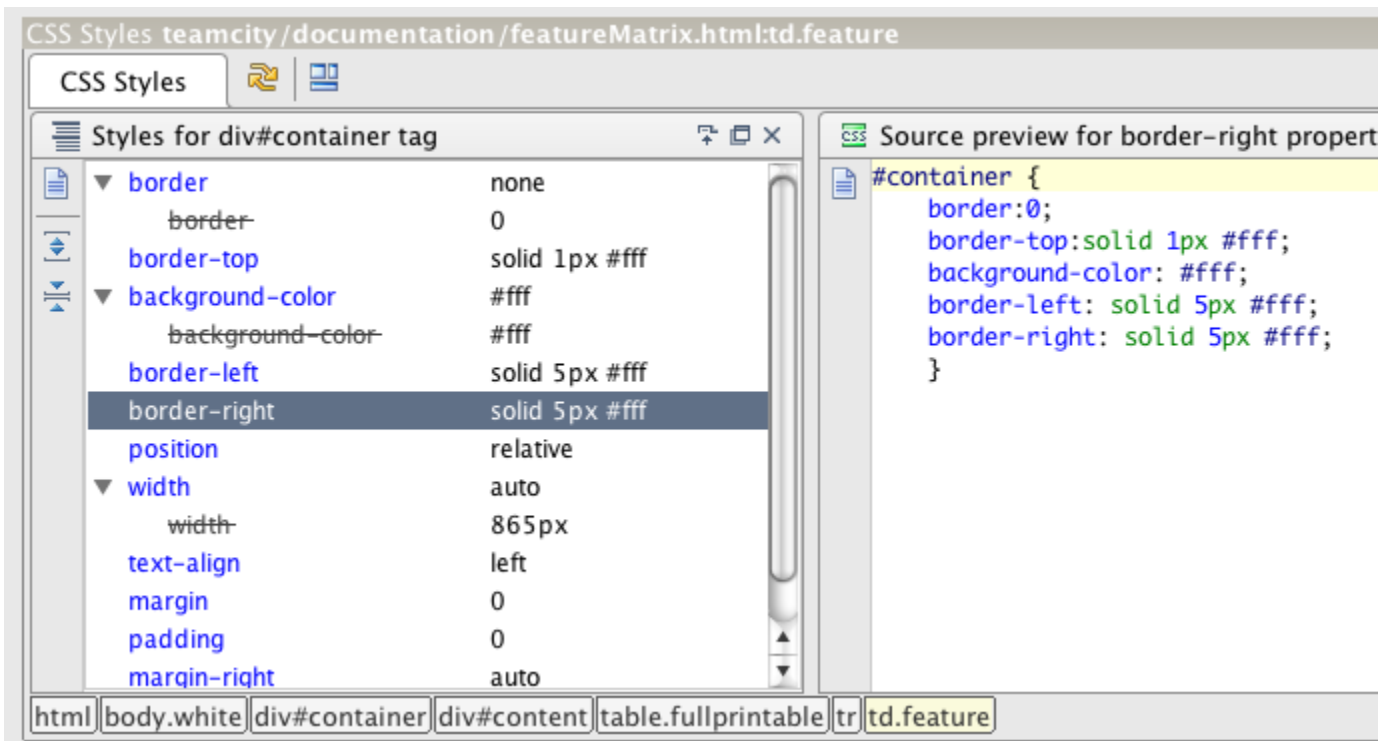 CSS Styles teamcity/documentation/featureMatrix.html:td.feature
CSS Styles
Styles for div#container tag
border none
border 0
border-top solid 1px #fff
background-color #fff
background-color #fff
border-left solid 5px #fff
border-right solid 5px #fff
position relative
width auto
width 865px
text-align left
margin 0
padding 0
margin-right auto
css Source preview for border-right propert
#container {
border:0;
border-top:solid 1px #fff;
background-color: #fff;
border-left: solid 5px #fff;
border-right: solid 5px #fff;
}
html body.white div#container div#content table.fullprintable tr td.feature